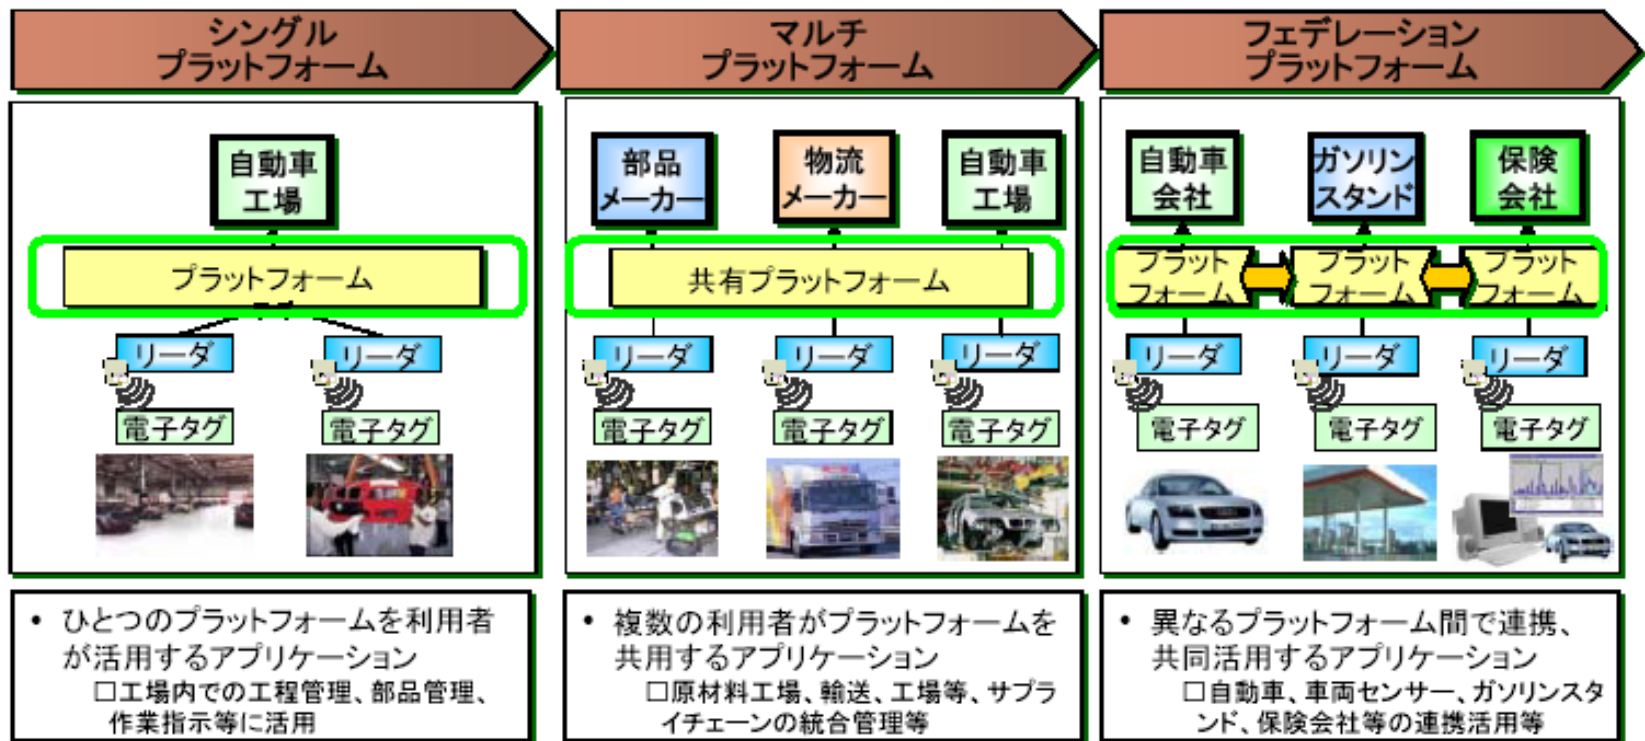 シングル
プラットフォーム
マルチ
プラットフォーム
フェデレーション
プラットフォーム
自動車
工場
プラットフォーム
リーダ
リーダ
電子タグ
電子タグ
部品
メーカー
物流
メーカー
自動車
工場
共有プラットフォーム
リーダ
リーダ
リーダ
電子タグ
電子タグ
電子タグ
自動車
会社
ガソリン
スタンド
保険
会社
プラット
フォーム
プラット
フォーム
プラット
フォーム
リーダ
リーダ
リーダ
電子タグ
電子タグ
電子タグ
• ひとつのプラットフォームを利用者
が活用するアプリケーション
□工場内での工程管理、部品管理、
作業指示等に活用
• 複数の利用者がプラットフォームを
共用するアプリケーション
□原材料工場、輸送、工場等、サプラ
イチェーンの統合管理等
• 異なるプラットフォーム間で連携、
共同活用するアプリケーション
□自動車、車両センサー、ガソリンスタ
ンド、保険会社等の連携活用等